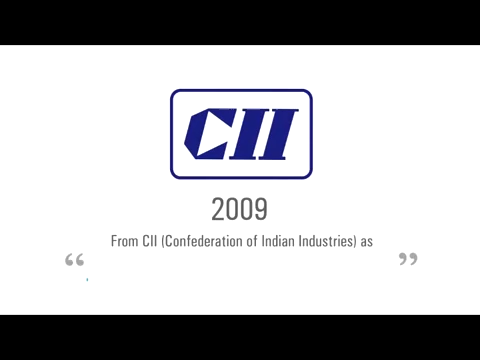 CII
2009
From CII (Confederation of Indian Industries) as
“ ”